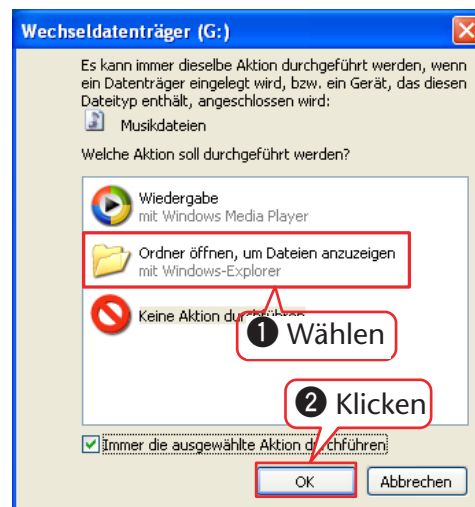 Wechseldatenträger (G:)
Es kann immer dieselbe Aktion durchgeführt werden, wenn
ein Datenträger eingelegt wird, bzw. ein Gerät, das diesen
Dateityp enthält, angeschlossen wird:
Musikdateien
Welche Aktion soll durchgeführt werden?
Wiedergabe
mit Windows Media Player
Ordner öffnen, um Dateien anzuzeigen
mit Windows-Explorer
Keine Aktion durchführen
❶ Wählen
❷ Klicken
Immer die ausgewählte Aktion durchführen
OK
Abbrechen